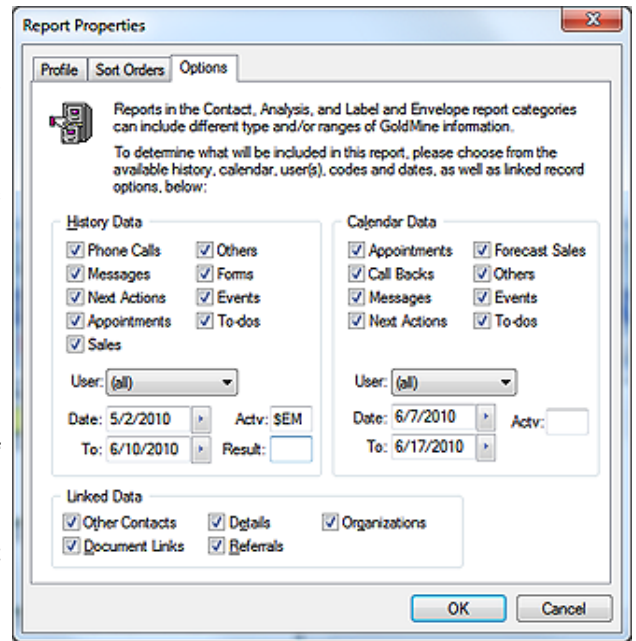 Report Properties
Profile Sort Orders Options
Reports in the Contact, Analysis, and Label and Envelope report categories
can include different type and/or ranges of GoldMine information.
To determine what will be included in this report, please choose from the
available history, calendar, user(s), codes and dates, as well as linked record
options, below:
History Data
Phone Calls Others
Messages Forms
Next Actions Events
Appointments To-dos
Sales
User: (all)
Date: 5/2/2010 Actv: $EM
To: 6/10/2010 Result:
Calendar Data
Appointments Forecast Sales
Call Backs Others
Messages Events
Next Actions To-dos
User: (all)
Date: 6/7/2010 Actv:
To: 6/17/2010
Linked Data
Other Contacts Details Organizations
Document Links Referrals
OK Cancel